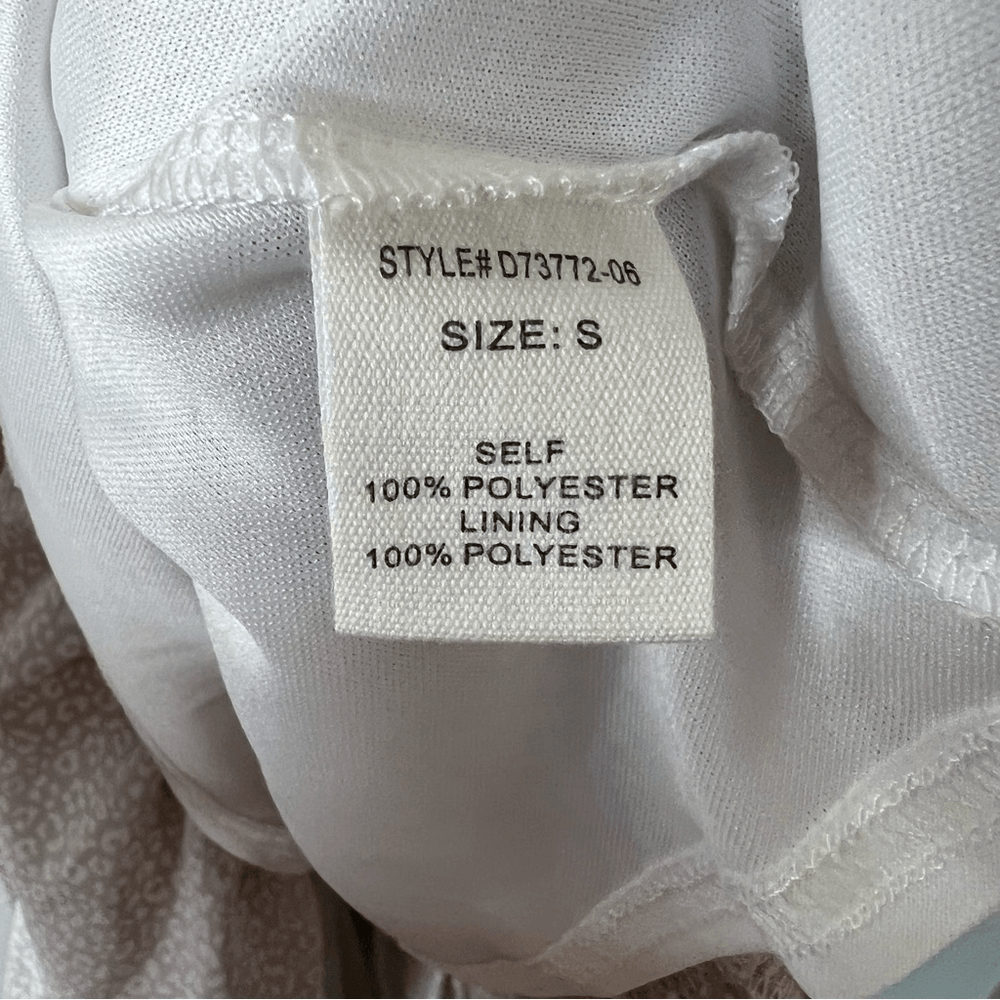 STYLE# D73772-06
SIZE: S
SELF
100% POLYESTER
LINING
100% POLYESTER